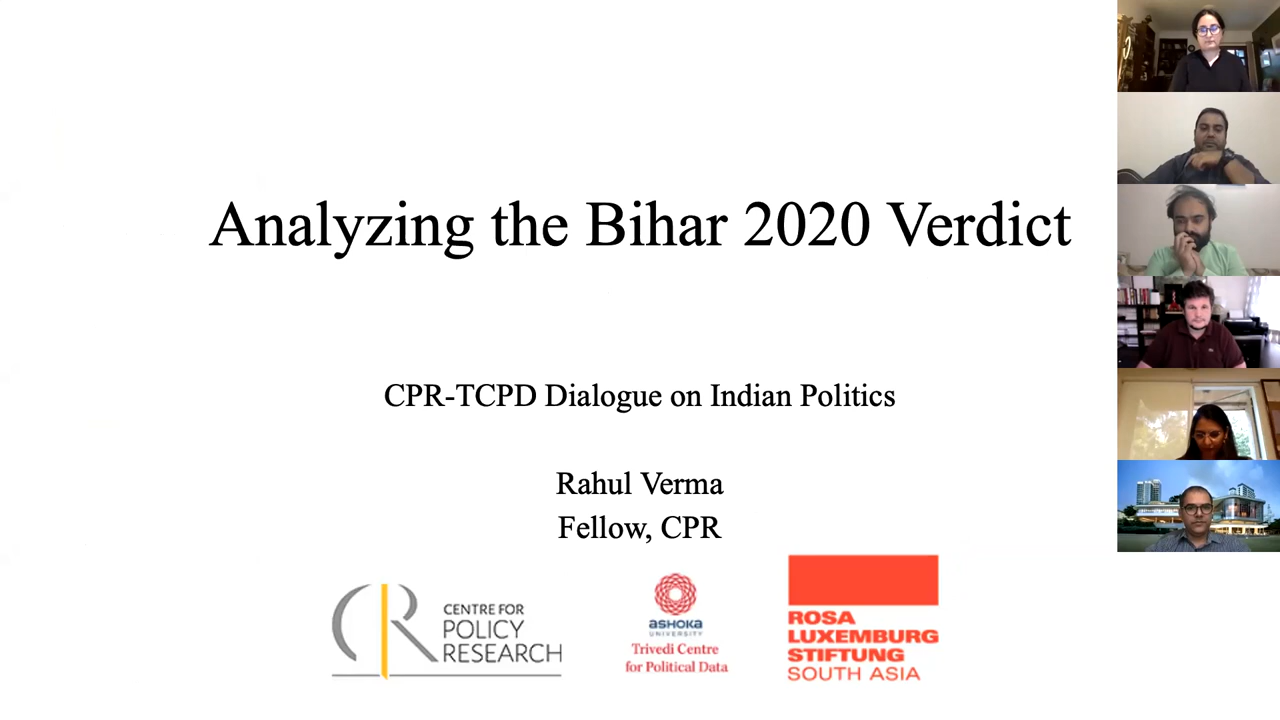 Analyzing the Bihar 2020 Verdict
CPR-TCPD Dialogue on Indian Politics
Rahul Verma
Fellow, CPR
CPR
CENTRE FOR
POLICY
RESEARCH
ASHOKA
UNIVERSITY
Trivedi Centre
for Political Data
ROSA
LUXEMBURG
STIFTUNG
SOUTH ASIA